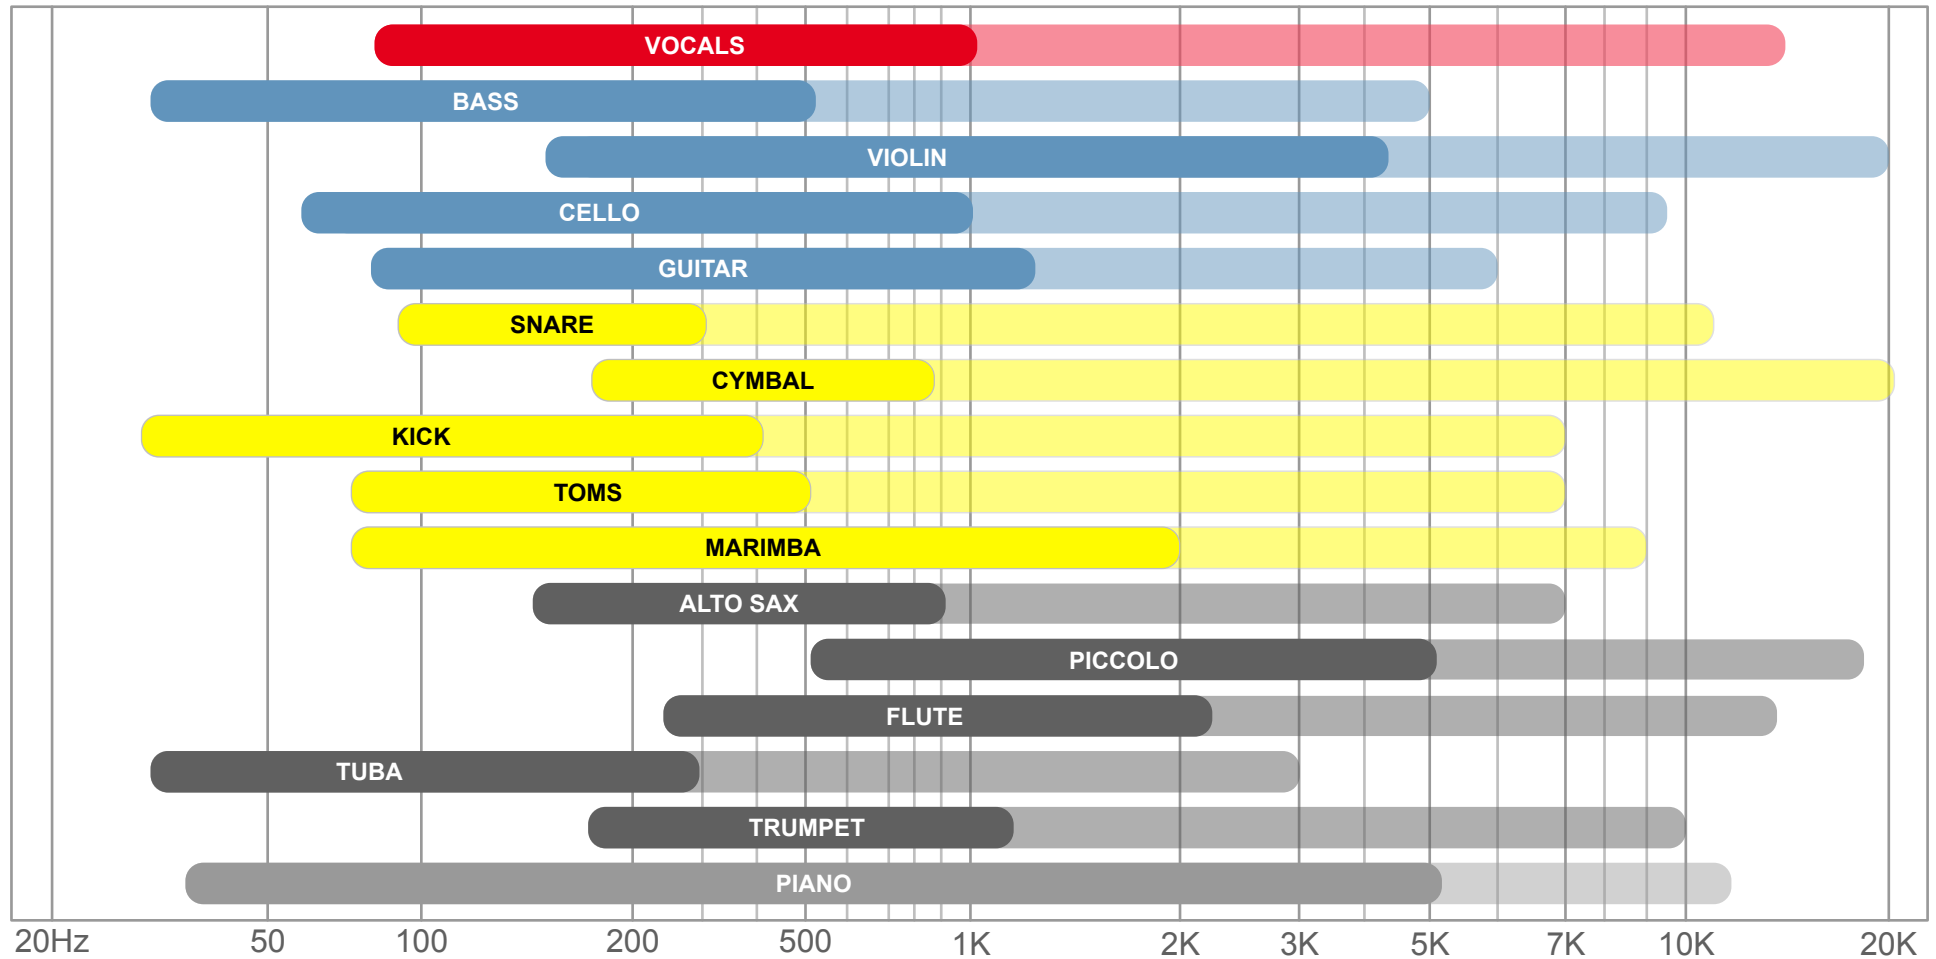 VOCALS
BASS
VIOLIN
CELLO
GUITAR
SNARE
CYMBAL
KICK
TOMS
MARIMBA
ALTO SAX
PICCOLO
FLUTE
TUBA
TRUMPET
PIANO
20Hz 50 100 200 500 1K 2K 3K 5K 7K 10K 20K